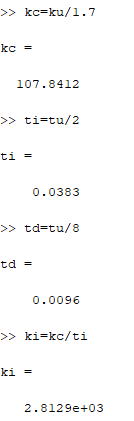 >> kc=ku/1.7
kc =
107.8412
>> ti=tu/2
ti =
0.0383
>> td=tu/8
td =
0.0096
>> ki=kc/ti
ki =
2.8129e+03